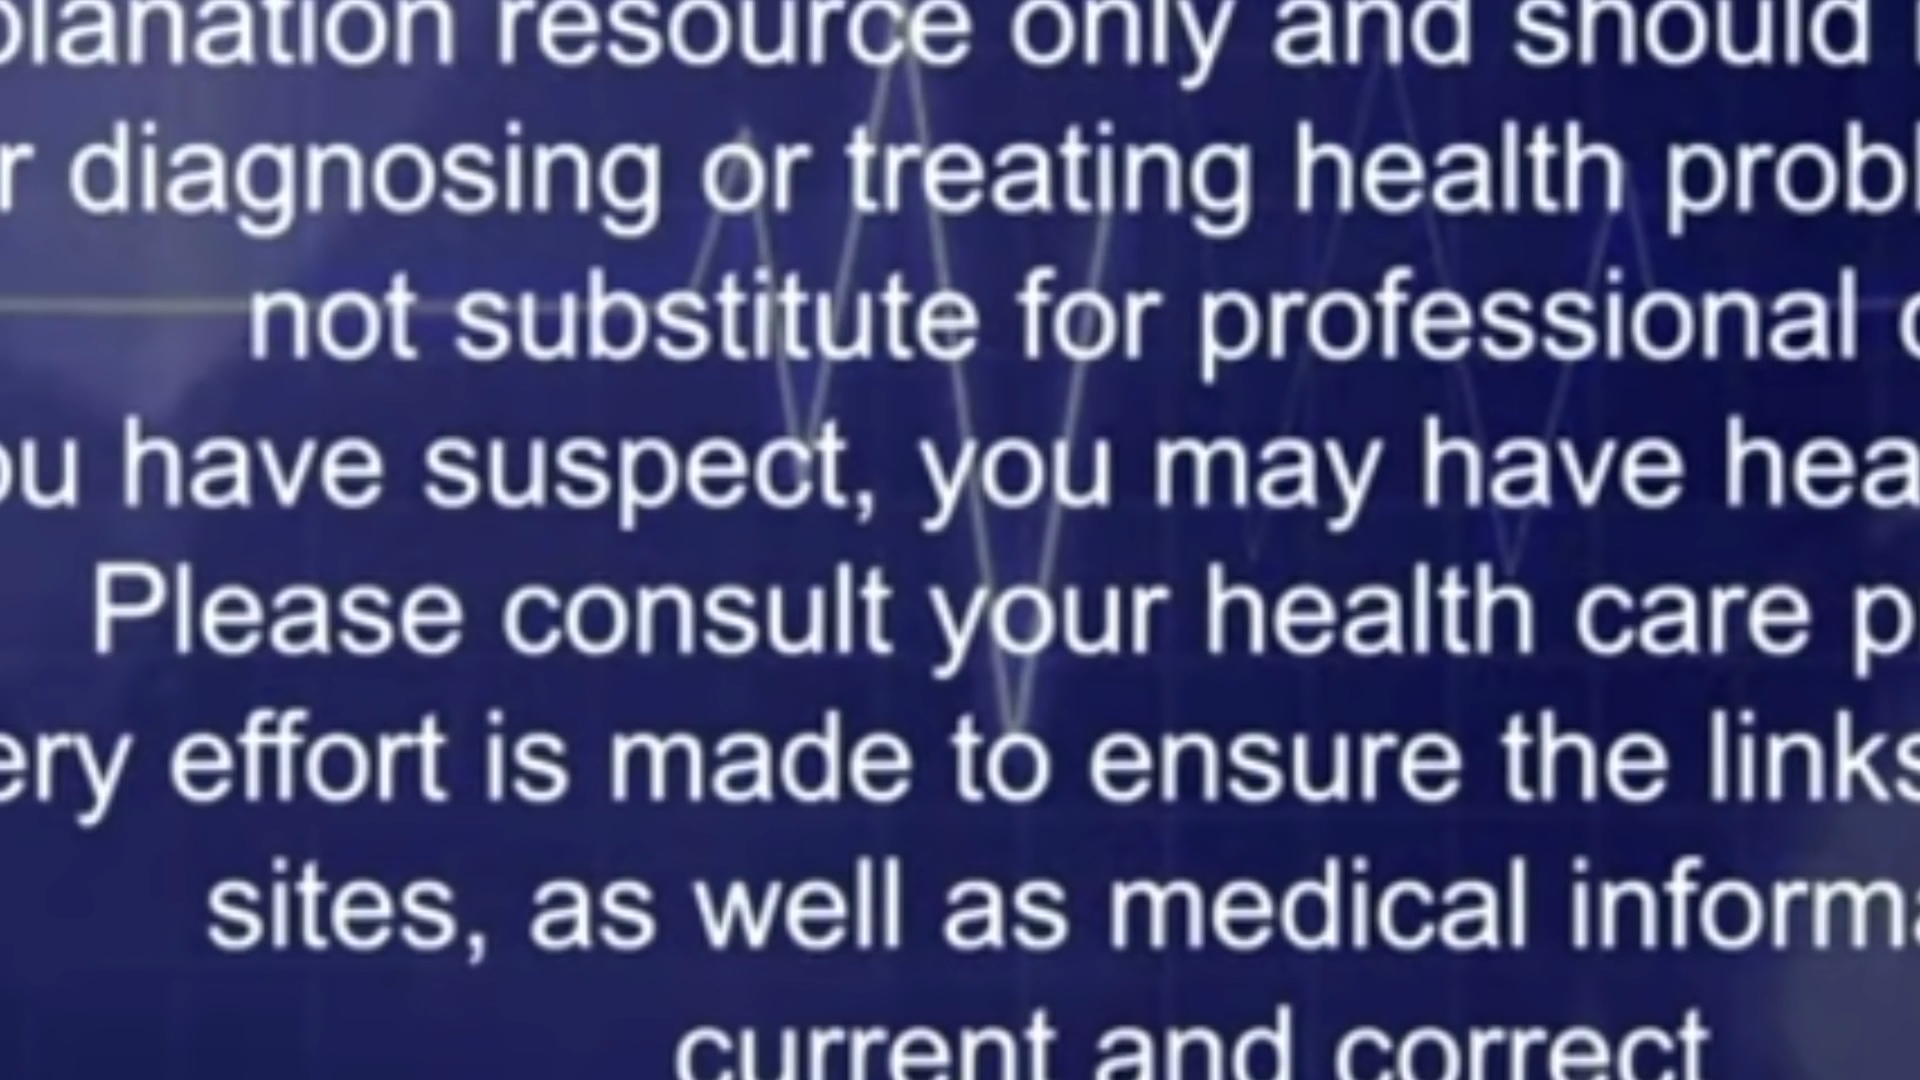 planation resource only and should
r diagnosing or treating health probl
not substitute for professional c
ou have suspect, you may have hea
Please consult your health care p
ery effort is made to ensure the links
sites, as well as medical informa
current and correct